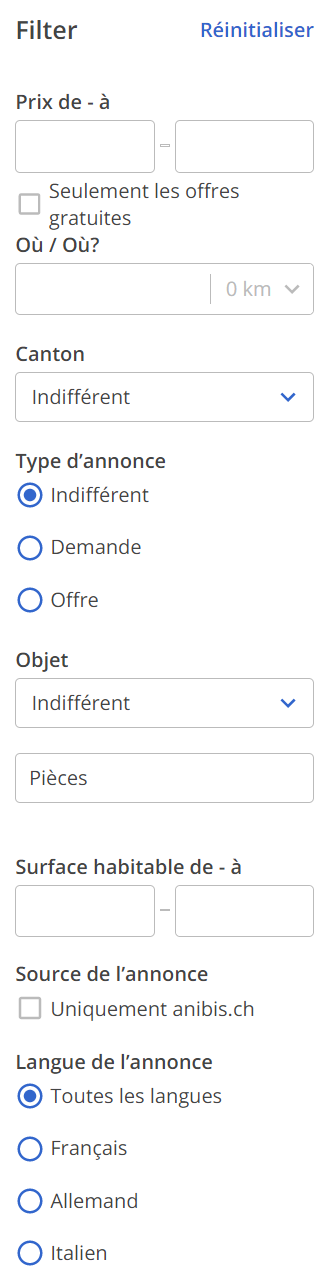 Filter
Réinitialiser
Prix de - à
–
Seulement les offres
gratuites
Où / Où?
0 km
Canton
Indifférent
Type d’annonce
Indifférent
Demande
Offre
Objet
Indifférent
Pièces
Surface habitable de - à
–
Source de l’annonce
Uniquement anibis.ch
Langue de l’annonce
Toutes les langues
Français
Allemand
Italien